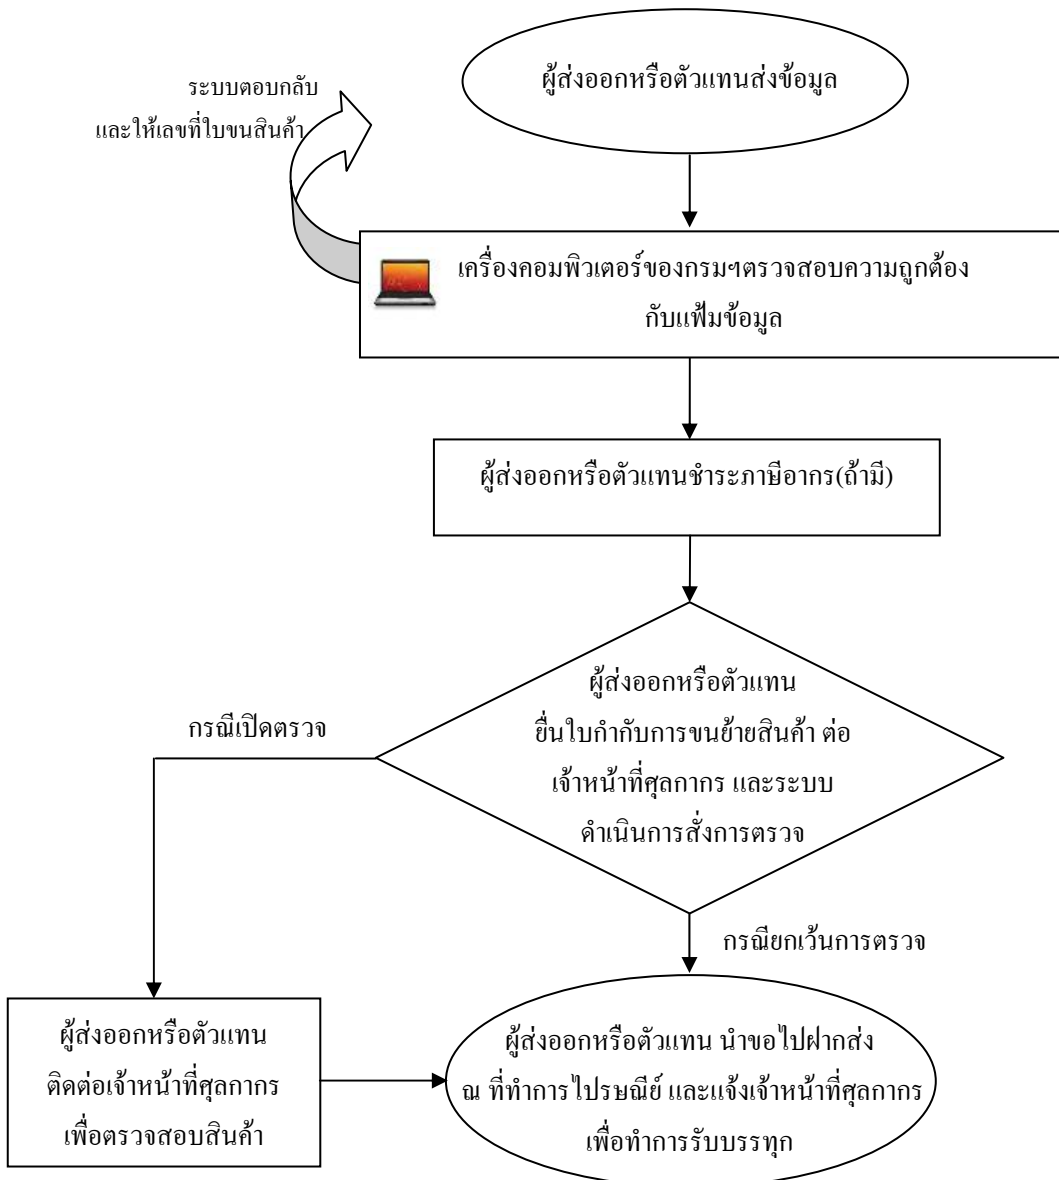 ผู้ส่งออกหรือตัวแทนส่งข้อมูล
ระบบตอบกลับ
และให้เลขที่ใบขนสินค้า
เครื่องคอมพิวเตอร์ของกรมฯตรวจสอบความถูกต้อง
กับแฟ้มข้อมูล
ผู้ส่งออกหรือตัวแทนชำระภาษีอากร(ถ้ามี)
ผู้ส่งออกหรือตัวแทน
ยื่นใบกำกับการขนย้ายสินค้า ต่อ
เจ้าหน้าที่ศุลกากร และระบบ
ดำเนินการสั่งการตรวจ
กรณีเปิดตรวจ
กรณียกเว้นการตรวจ
ผู้ส่งออกหรือตัวแทน
ติดต่อเจ้าหน้าที่ศุลกากร
เพื่อตรวจสอบสินค้า
ผู้ส่งออกหรือตัวแทน นำขอไปฝากส่ง
ณ ที่ทำการไปรษณีย์ และแจ้งเจ้าหน้าที่ศุลกากร
เพื่อทำการรับบรรทุก